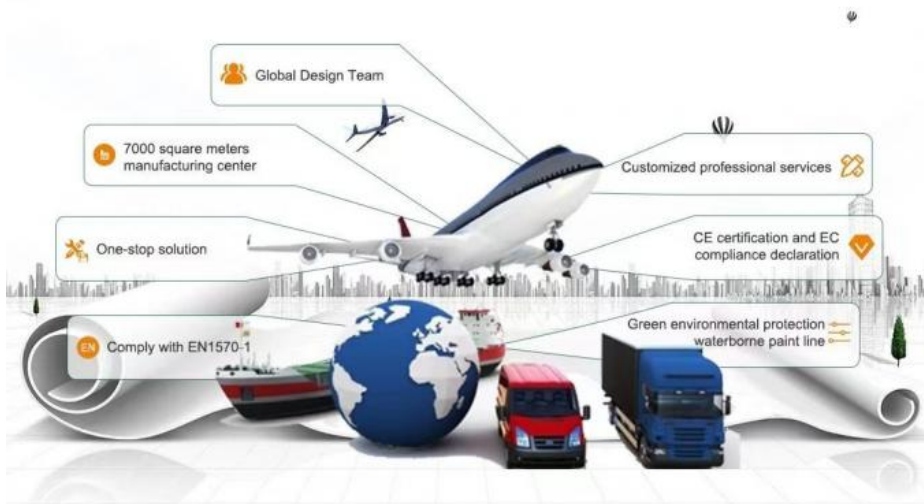 Global Design Team
7000 square meters
manufacturing center
One-stop solution
EN
Comply with EN1570-1
Customized professional services
CE certification and EC
compliance declaration
Green environmental protection
waterborne paint line